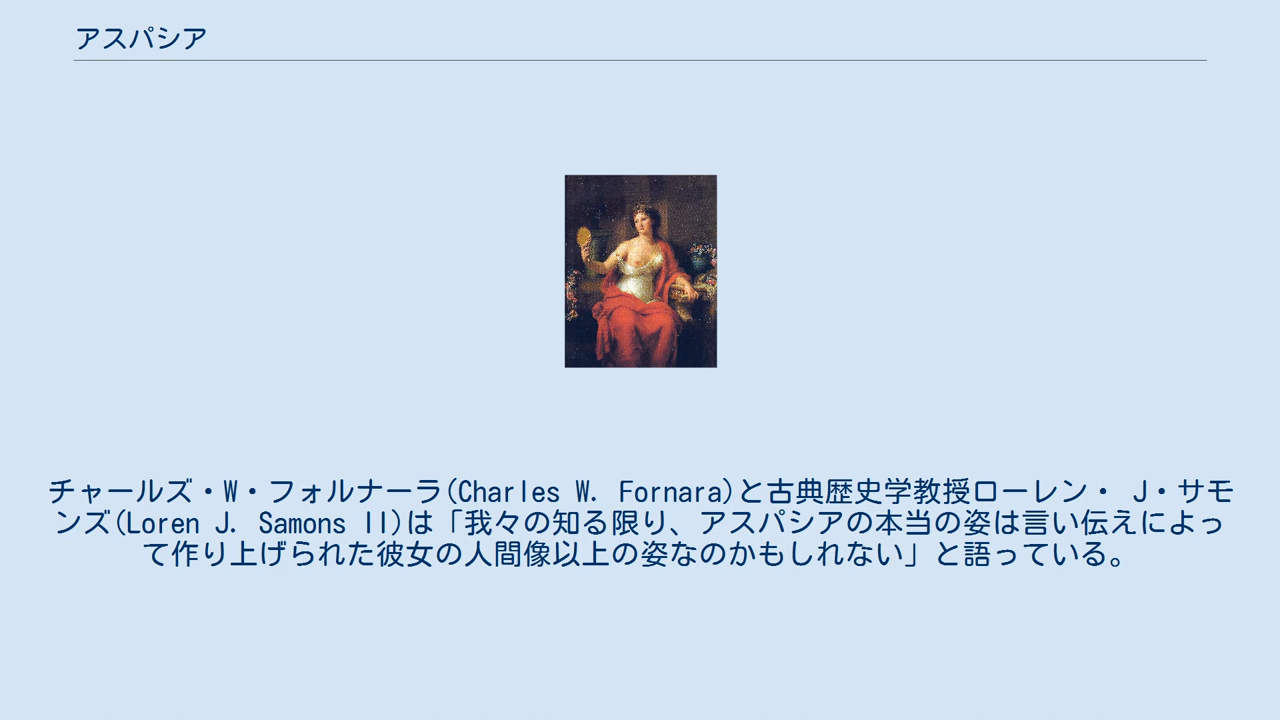 アスパシア
チャールズ・W・フォルナーラ(Charles W. Fornara)と古典歴史学教授ローレン・ J・サモ
ンズ(Loren J. Samons II)は「我々の知る限り、アスパシアの本当の姿は言い伝えによっ
て作り上げられた彼女の人間像以上の姿なのかもしれない」と語っている。